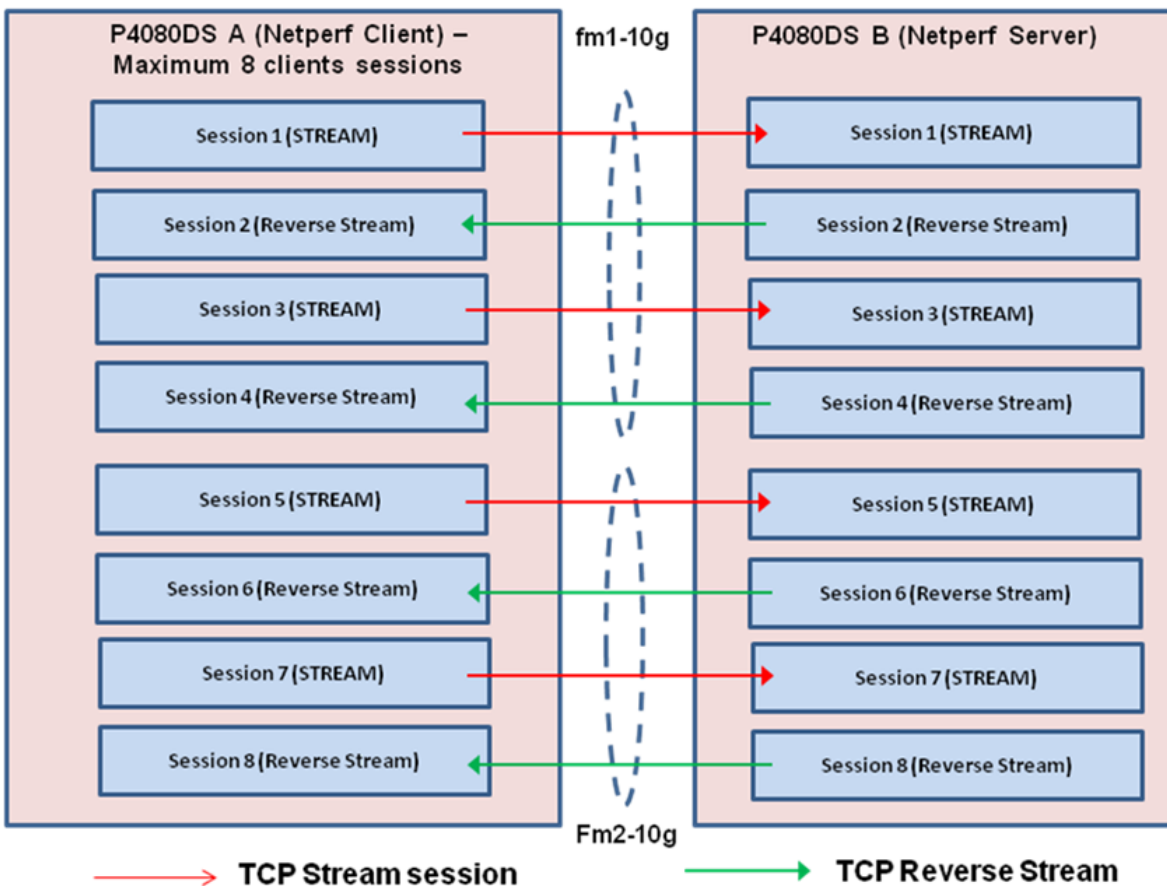 P4080DS A (Netperf Client) –
Maximum 8 clients sessions
fm1-10g
P4080DS B (Netperf Server)
Session 1 (STREAM)
Session 1 (STREAM)
Session 2 (Reverse Stream)
Session 2 (Reverse Stream)
Session 3 (STREAM)
Session 3 (STREAM)
Session 4 (Reverse Stream)
Session 4 (Reverse Stream)
Session 5 (STREAM)
Session 5 (STREAM)
Session 6 (Reverse Stream)
Session 6 (Reverse Stream)
Session 7 (STREAM)
Session 7 (STREAM)
Session 8 (Reverse Stream)
Session 8 (Reverse Stream)
Fm2-10g
TCP Stream session
TCP Reverse Stream